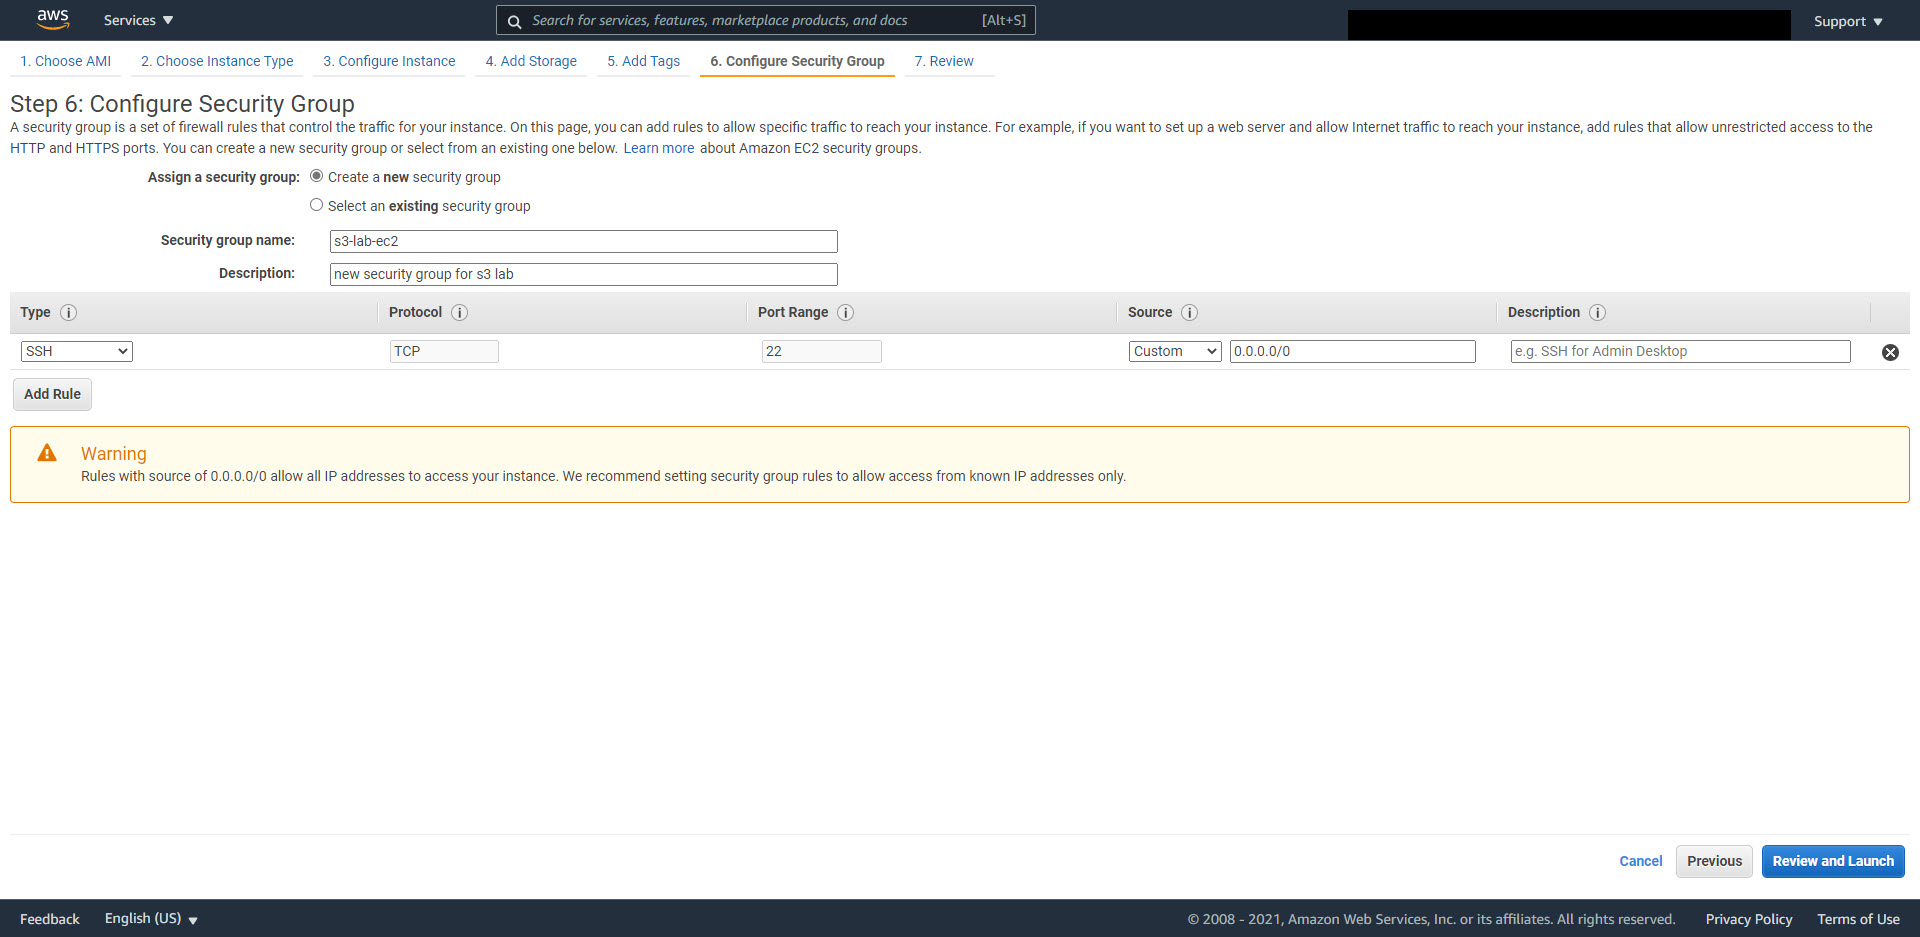 aws Services Search for services, features, marketplace products, and docs [Alt+S] Support
1. Choose AMI 2. Choose Instance Type 3. Configure Instance 4. Add Storage 5. Add Tags 6. Configure Security Group 7. Review
Step 6: Configure Security Group
A security group is a set of firewall rules that control the traffic for your instance. On this page, you can add rules to allow specific traffic to reach your instance. For example, if you want to set up a web server and allow Internet traffic to reach your instance, add rules that allow unrestricted access to the
HTTP and HTTPS ports. You can create a new security group or select from an existing one below. Learn more about Amazon EC2 security groups.
Assign a security group: Create a new security group
Select an existing security group
Security group name: s3-lab-ec2
Description: new security group for s3 lab
Type i Protocol i Port Range i Source i Description i
SSH TCP 22 Custom 0.0.0.0/0 e.g. SSH for Admin Desktop
Add Rule
Warning
Rules with source of 0.0.0.0/0 allow all IP addresses to access your instance. We recommend setting security group rules to allow access from known IP addresses only.
Cancel Previous Review and Launch
Feedback English (US) © 2008 - 2021, Amazon Web Services, Inc. or its affiliates. All rights reserved. Privacy Policy Terms of Use